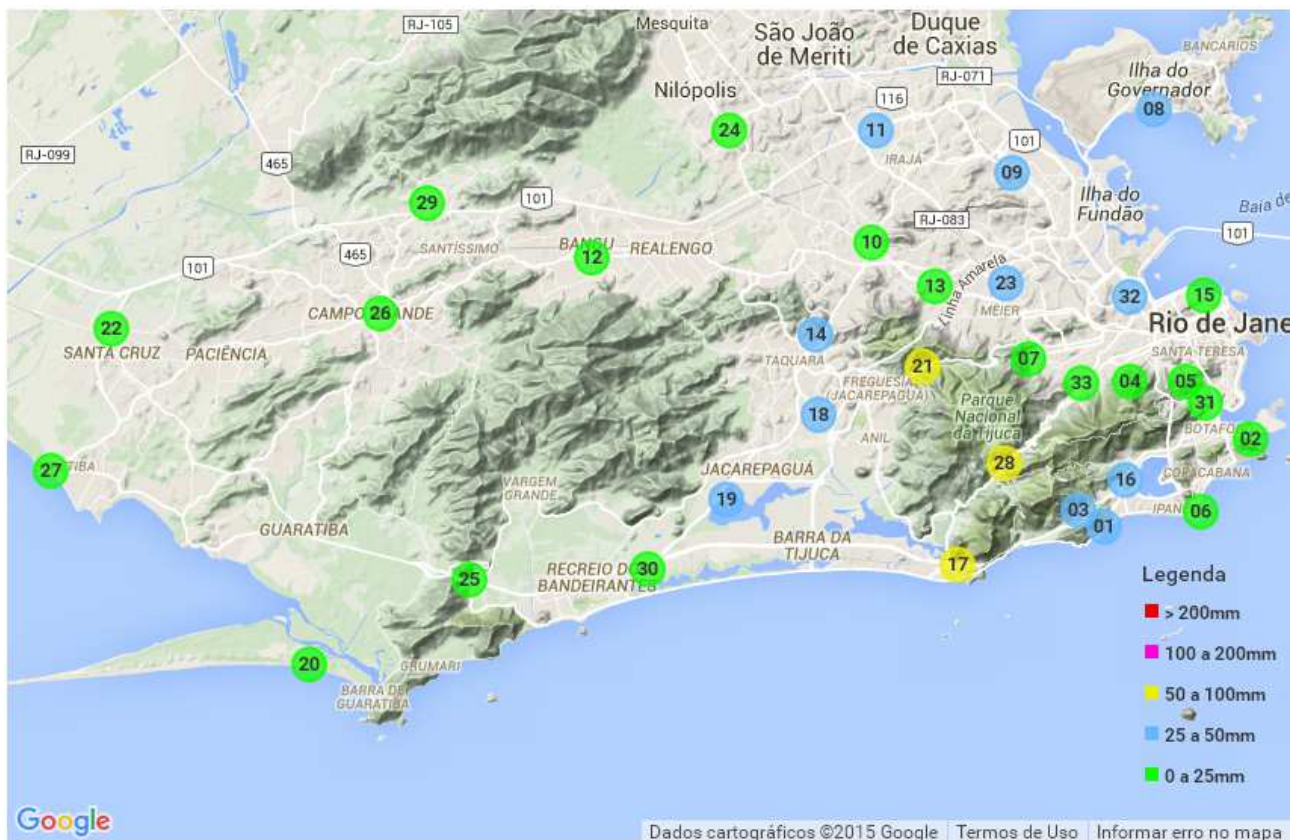 RJ-105
Mesquita
São João
de Meriti
Duque
de Caxias
BANCÁRIOS
RJ-071
Ilha do
Governador
Nilópolis
116
08
24
11
101
RJ-099
465
IRAJÁ
09
Ilha do
Fundão
29
101
RJ-083
Baía de
101
SANTÍSSIMO
10
BANGU
REALENGO
465
12
101
Linha Amarela
13
23
MÉIER
32
15
26
CAMPO GRANDE
22
14
Rio de Jane
SANTA CRUZ
PACIÊNCIA
TAQUARA
SANTA TERESA
21
07
FREGUESIA
(JACAREPAGUÁ)
33
04
05
31
Parque
Nacional
da Tijuca
18
BOTAFO
ANIL
02
27
TIBA
28
JACAREPAGUÁ
COPACABANA
16
VARGEM
GRANDE
19
03
IPAN
06
GUARATIBA
01
BARRA DA
TIJUCA
17
RECREIO DOS
BANDEIRANTES
30
25
Legenda
> 200mm
100 a 200mm
50 a 100mm
25 a 50mm
0 a 25mm
20
GRUMARI
BARRA DE
GUARATIBA
Google
Dados cartográficos ©2015 Google
Termos de Uso
Informar erro no mapa